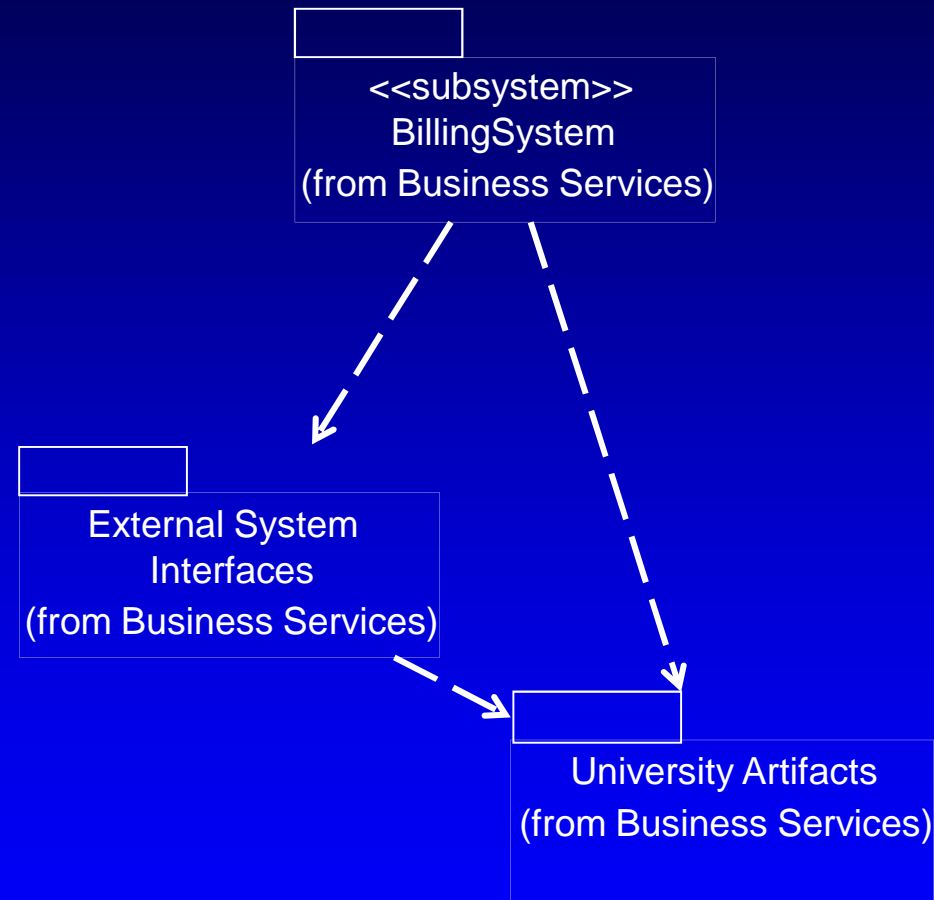 <<subsystem>>
BillingSystem
(from Business Services)
External System
Interfaces
(from Business Services)
University Artifacts
(from Business Services)